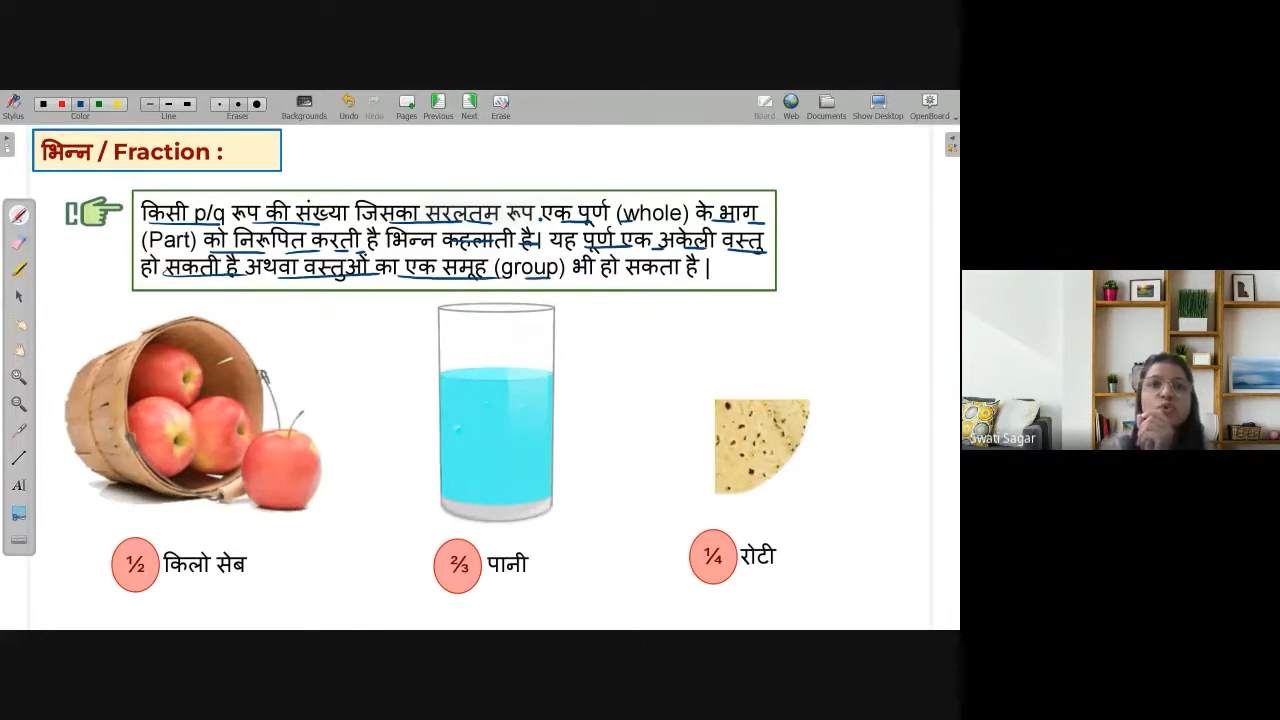 Stylus
Color
Line
Eraser
Backgrounds
Undo
Redo
Pages
Previous
Next
Erase
Board
Web
Documents
Show Desktop
OpenBoard
भिन्न / Fraction :
किसी p/q रूप की संख्या जिसका सरलतम रूप एक पूर्ण (whole) के भाग
(Part) को निरूपित करती है भिन्न कहलाती है| यह पूर्ण एक अकेली वस्तु
हो सकती है अथवा वस्तुओं का एक समूह (group) भी हो सकता है |
½ किलो सेब
⅔ पानी
¼ रोटी
Swati Sagar